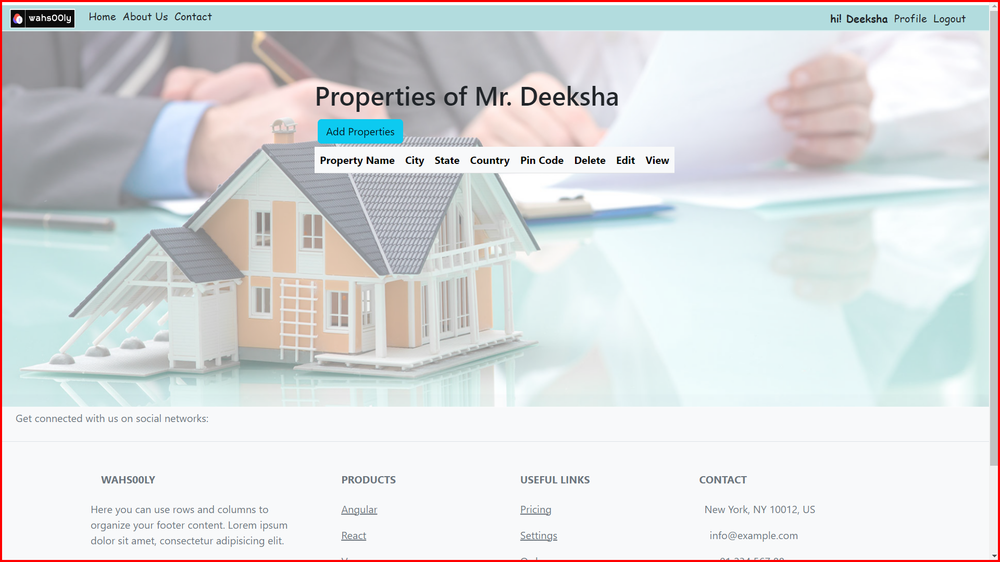 wahs00ly
Home About Us Contact
hi! Deeksha Profile Logout
Properties of Mr. Deeksha
Add Properties
Property Name City State Country Pin Code Delete Edit View
Get connected with us on social networks:
WAHS00LY
Here you can use rows and columns to
organize your footer content. Lorem ipsum
dolor sit amet, consectetur adipisicing elit.
PRODUCTS
Angular
React
USEFUL LINKS
Pricing
Settings
CONTACT
New York, NY 10012, US
info@example.com